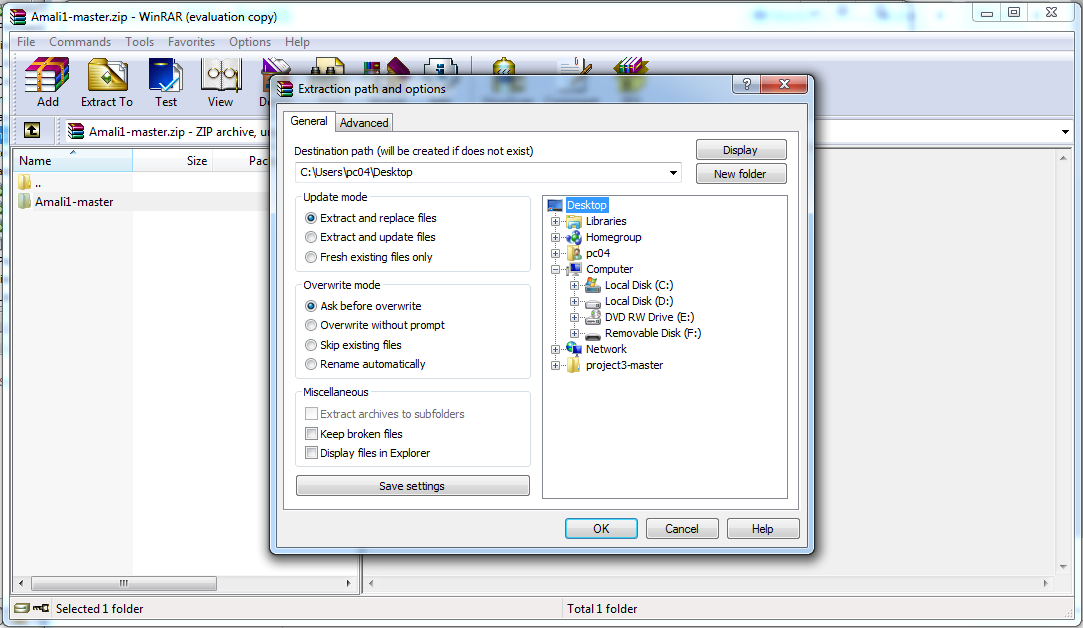 Amali1-master.zip - WinRAR (evaluation copy)
File Commands Tools Favorites Options Help
Add Extract To Test View
Amali1-master.zip - ZIP archive,
Name Size
..
Amali1-master
Extraction path and options
General Advanced
Destination path (will be created if does not exist)
C:\Users\pc04\Desktop
Display
New folder
Update mode
Extract and replace files
Extract and update files
Fresh existing files only
Overwrite mode
Ask before overwrite
Overwrite without prompt
Skip existing files
Rename automatically
Miscellaneous
Extract archives to subfolders
Keep broken files
Display files in Explorer
Save settings
Desktop
Libraries
Homegroup
pc04
Computer
Local Disk (C:)
Local Disk (D:)
DVD RW Drive (E:)
Removable Disk (F:)
Network
project3-master
OK Cancel Help
Selected 1 folder
Total 1 folder